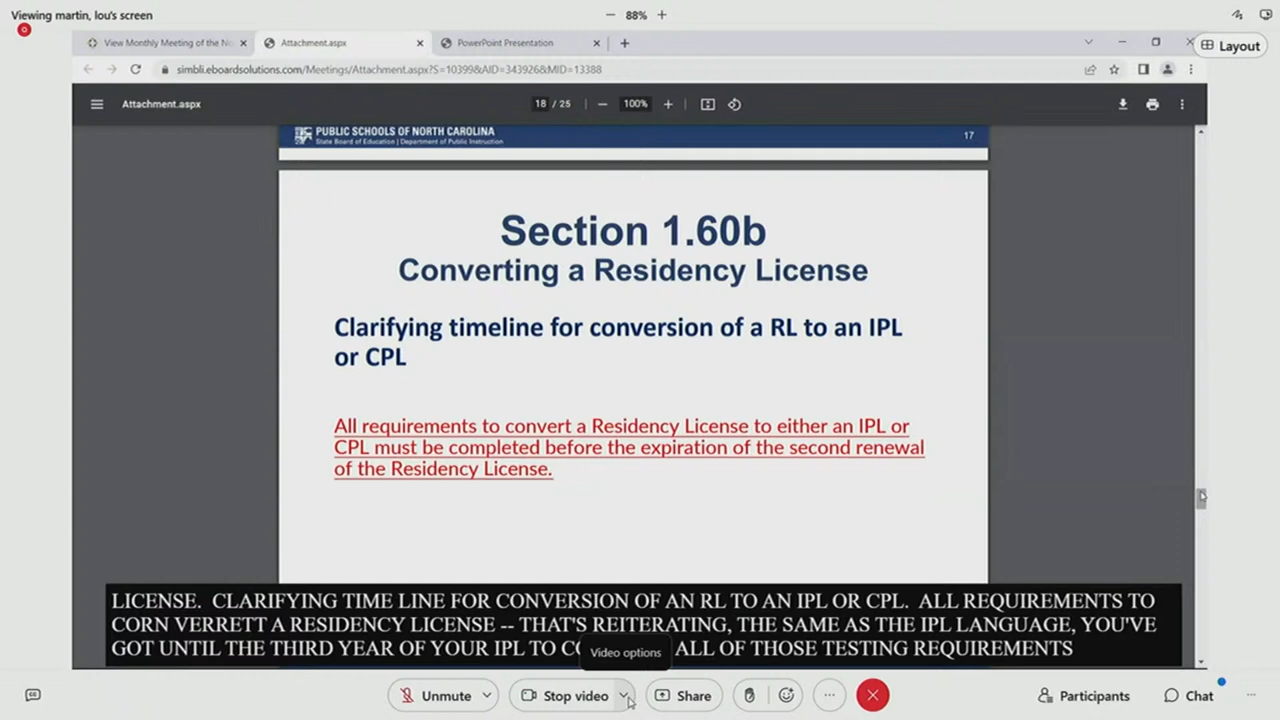 Viewing martin, lou's screen
88%
Layout
View Monthly Meeting of the No
Attachment.aspx
PowerPoint Presentation
simbli.eboardsolutions.com/Meetings/Attachment.aspx?S=10399&AID=343926&MID=13388
Attachment.aspx
18 / 25
100%
PUBLIC SCHOOLS OF NORTH CAROLINA
State Board of Education | Department of Public Instruction
17
Section 1.60b
Converting a Residency License
Clarifying timeline for conversion of a RL to an IPL
or CPL
All requirements to convert a Residency License to either an IPL or
CPL must be completed before the expiration of the second renewal
of the Residency License.
LICENSE. CLARIFYING TIME LINE FOR CONVERSION OF AN RL TO AN IPL OR CPL. ALL REQUIREMENTS TO
CORN VERRETT A RESIDENCY LICENSE -- THAT'S REITERATING, THE SAME AS THE IPL LANGUAGE, YOU'VE
GOT UNTIL THE THIRD YEAR OF YOUR IPL TO ALL OF THOSE TESTING REQUIREMENTS
Video options
Unmute
Stop video
Share
Participants
Chat